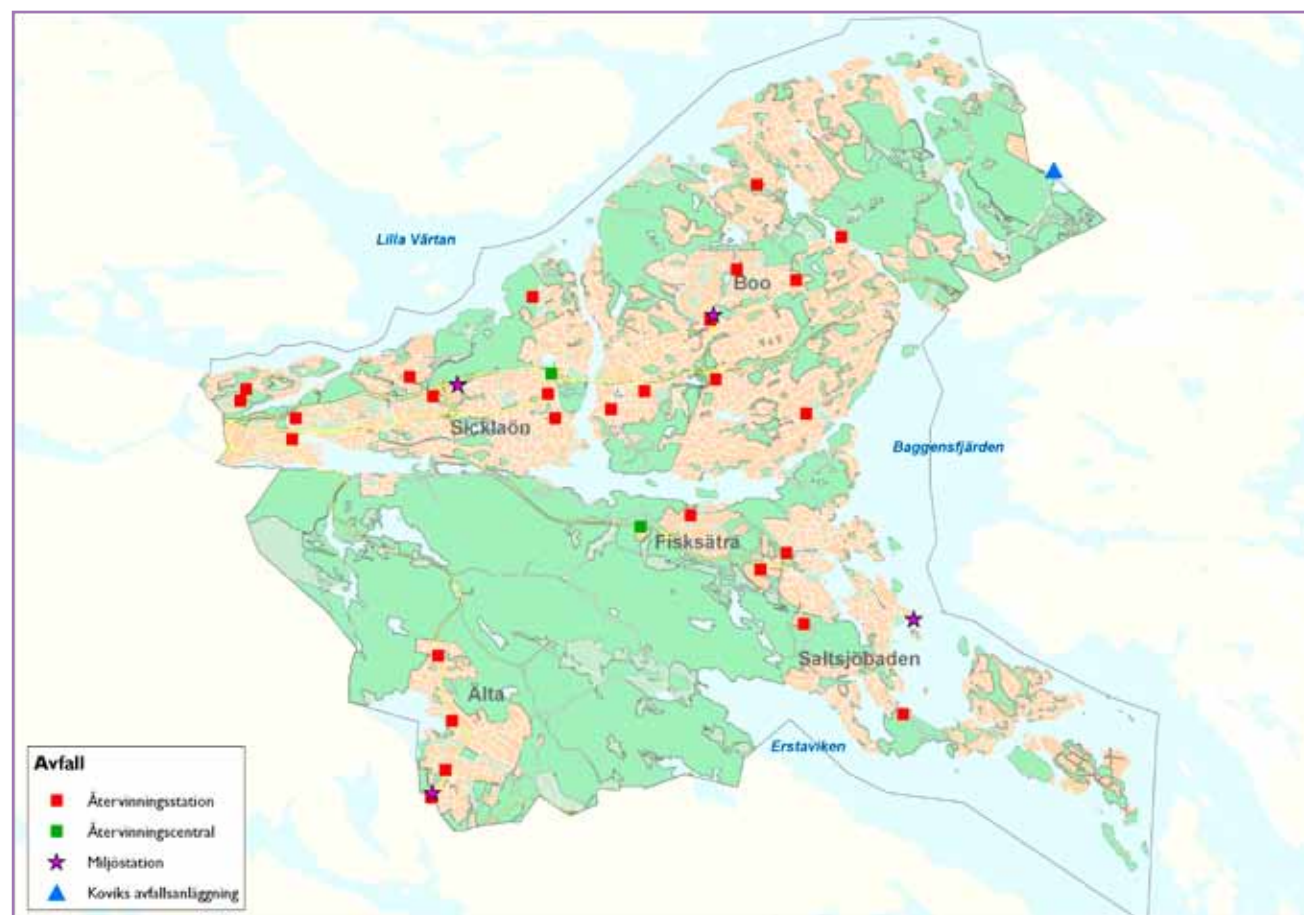 Lilla Värtan
Boo
Sicklaön
Baggensfjärden
Fisksätra
Saltsjöbaden
Älta
Erstaviken
Avfall
Återvinningsstation
Återvinningscentral
Miljöstation
Koviks avfallsanläggning